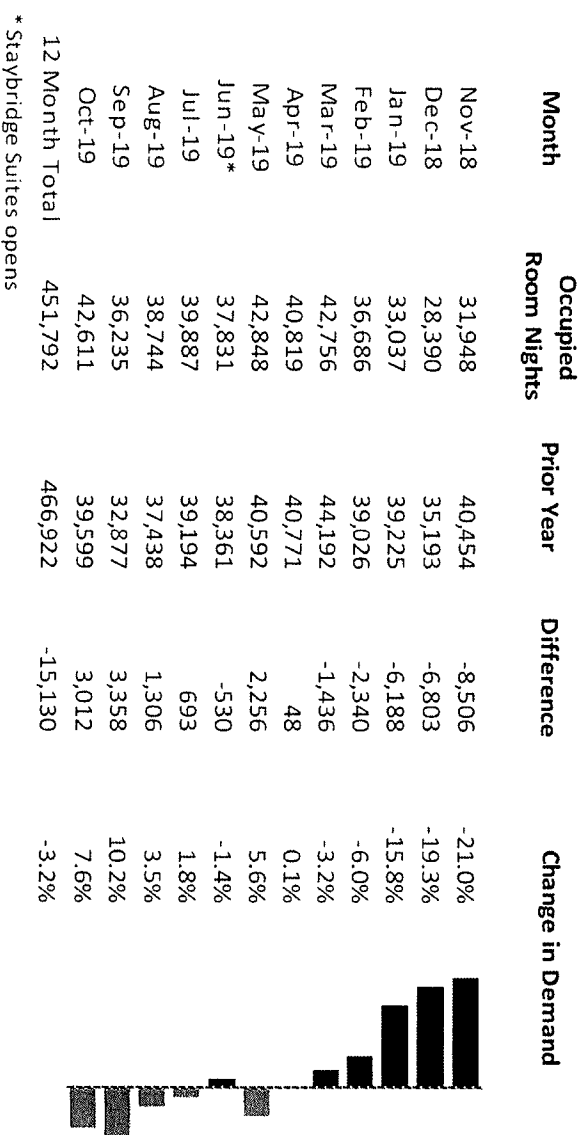 Month Occupied Room Nights Prior Year Difference Change in Demand
Nov-18 31,948 40,454 -8,506 -21.0%
Dec-18 28,390 35,193 -6,803 -19.3%
Jan-19 33,037 39,225 -6,188 -15.8%
Feb-19 36,686 39,026 -2,340 -6.0%
Mar-19 42,756 44,192 -1,436 -3.2%
Apr-19 40,819 40,771 48 0.1%
May-19 42,848 40,592 2,256 5.6%
Jun-19* 37,831 38,361 -530 -1.4%
Jul-19 39,887 39,194 693 1.8%
Aug-19 38,744 37,438 1,306 3.5%
Sep-19 36,235 32,877 3,358 10.2%
Oct-19 42,611 39,599 3,012 7.6%
12 Month Total 451,792 466,922 -15,130 -3.2%
* Staybridge Suites opens